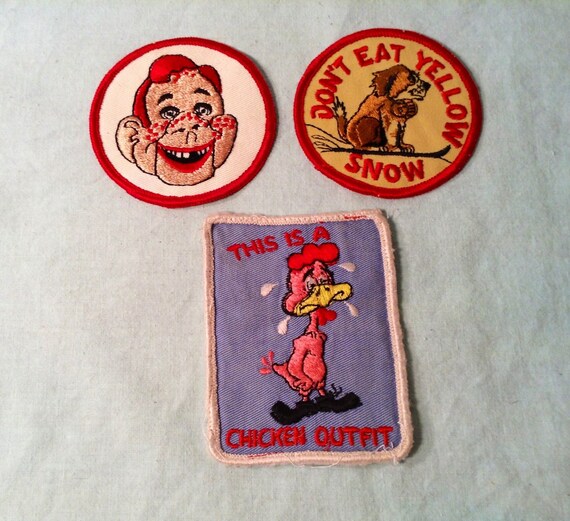 DON'T EAT YELLOW
SNOW
THIS IS A
CHICKEN OUTFIT